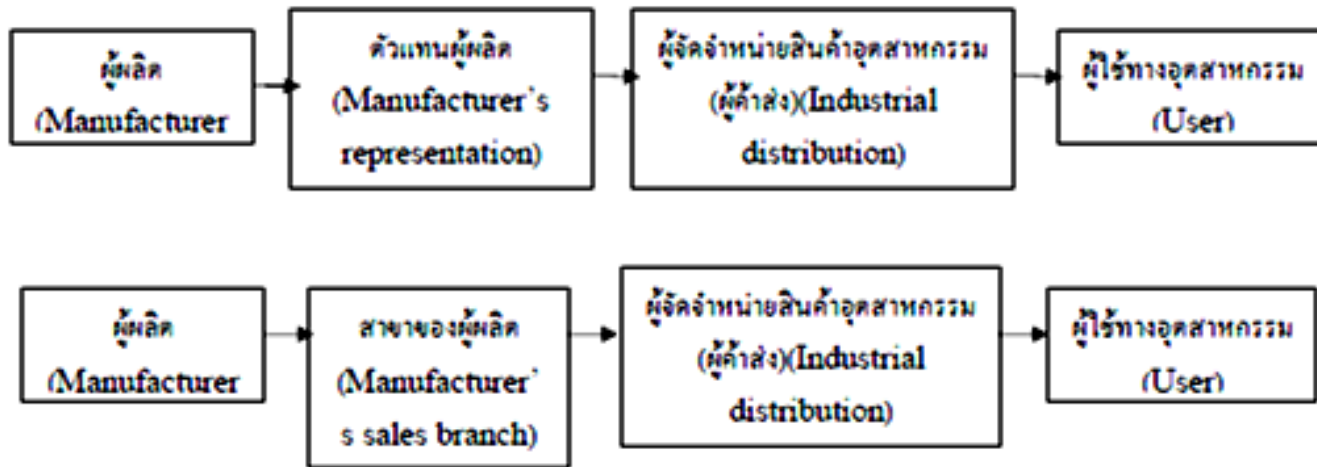 ผู้ผลิต
(Manufacturer
ตัวแทนผู้ผลิต
(Manufacturer's
representation)
ผู้จัดจำหน่ายสินค้าอุตสาหกรรม
(ผู้ค้าส่ง)(Industrial
distribution)
ผู้ใช้ทางอุตสาหกรรม
(User)
ผู้ผลิต
(Manufacturer
สาขาของผู้ผลิต
(Manufacturer'
s sales branch)
ผู้จัดจำหน่ายสินค้าอุตสาหกรรม
(ผู้ค้าส่ง)(Industrial
distribution)
ผู้ใช้ทางอุตสาหกรรม
(User)